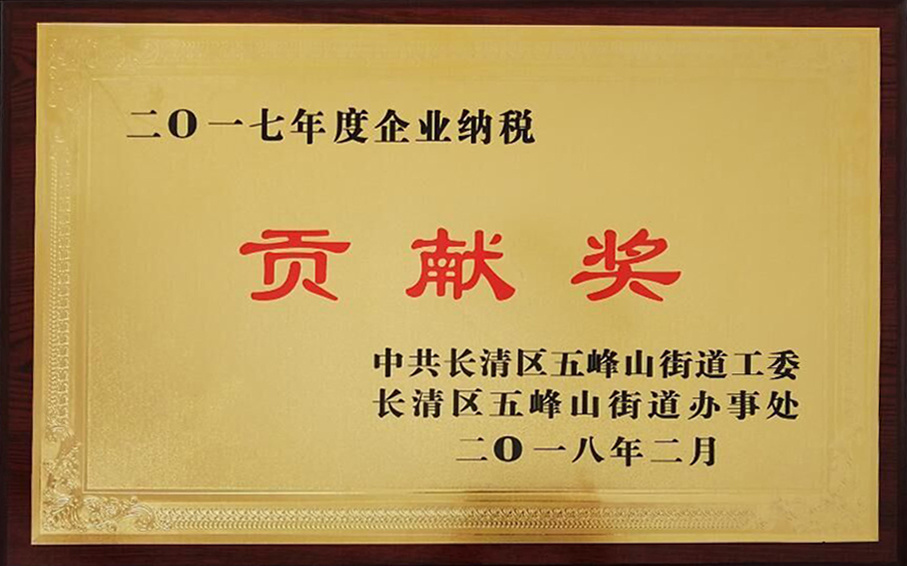 二〇一七年度企业纳税
贡献奖
中共长清区五峰山街道工委
长清区五峰山街道办事处
二〇一八年二月